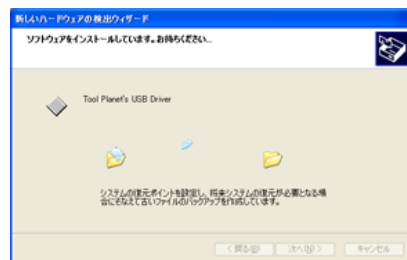 新しいハードウェアの検出ウィザード
ソフトウェアをインストールしています。お待ちください...
Tool Planet's USB Driver
システムの復元ポイントを設定し、将来システムの復元が必要となる場
合にそなえて古いファイルのバックアップを作成しています。
< 戻る(B) 次へ(N) > キャンセル